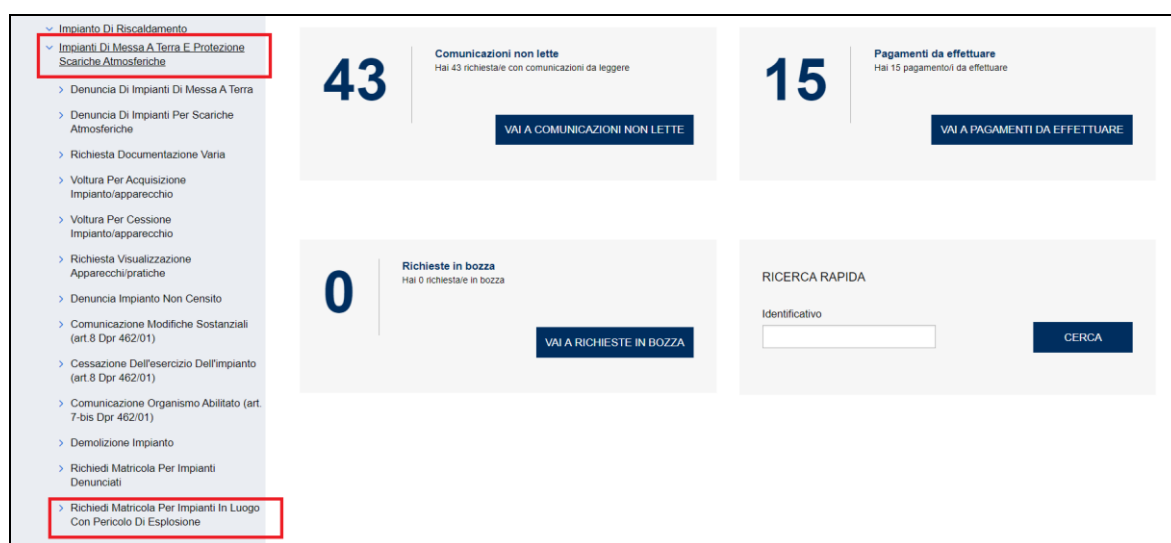 Impianto Di Riscaldamento
Impianti Di Messa A Terra E Protezione
Scariche Atmosferiche
Denuncia Di Impianti Di Messa A Terra
Denuncia Di Impianti Per Scariche
Atmosferiche
Richiesta Documentazione Varia
Voltura Per Acquisizione
Impianto/apparecchio
Voltura Per Cessione
Impianto/apparecchio
Richiesta Visualizzazione
Apparecchi/pratiche
Denuncia Impianto Non Censito
Comunicazione Modifiche Sostanziali
(art.8 Dpr 462/01)
Cessazione Dell'esercizio Dell'impianto
(art.8 Dpr 462/01)
Comunicazione Organismo Abilitato (art.
7-bis Dpr 462/01)
Demolizione Impianto
Richiedi Matricola Per Impianti
Denunciati
Richiedi Matricola Per Impianti In Luogo
Con Pericolo Di Esplosione
43
Comunicazioni non lette
Hai 43 richiesta/e con comunicazioni da leggere
VAI A COMUNICAZIONI NON LETTE
15
Pagamenti da effettuare
Hai 15 pagamento/i da effettuare
VAI A PAGAMENTI DA EFFETTUARE
0
Richieste in bozza
Hai 0 richiesta/e in bozza
VAI A RICHIESTE IN BOZZA
RICERCA RAPIDA
Identificativo
CERCA